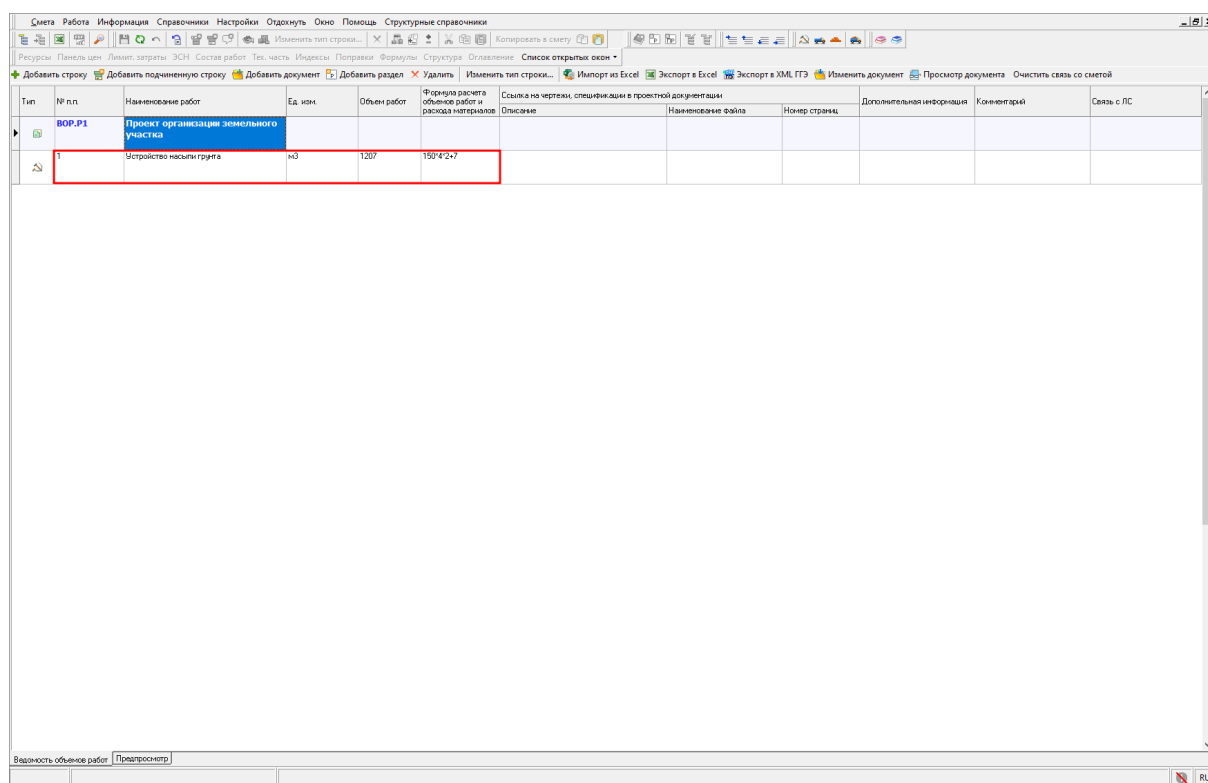 Смета Работа Информация Справочники Настройки Отдохнуть Окно Помощь Структурные справочники
Изменить тип строки... Копировать в смету
Ресурсы Панель цен Лимит. затраты ЭСН Состав работ Тех. часть Индексы Поправки Формулы Структура Оглавление Список открытых окон
Добавить строку Добавить подчиненную строку Добавить документ Добавить раздел Удалить Изменить тип строки... Импорт из Excel Экспорт в Excel Экспорт в XML ГГЭ Изменить документ Просмотр документа Очистить связь со сметой
Тип № п.п. Наименование работ Ед. изм. Объем работ Формула расчета объемов работ и расхода материалов Ссылка на чертежи, спецификации в проектной документации Дополнительная информация Комментарий Связь с ЛС
Описание Наименование Файла Номер страниц
ВОР.Р1 Проект организации земельного
участка
1 Устройство насыпи грунта м3 1207 150*4*2+7
Ведомость объемов работ Предпросмотр
RU